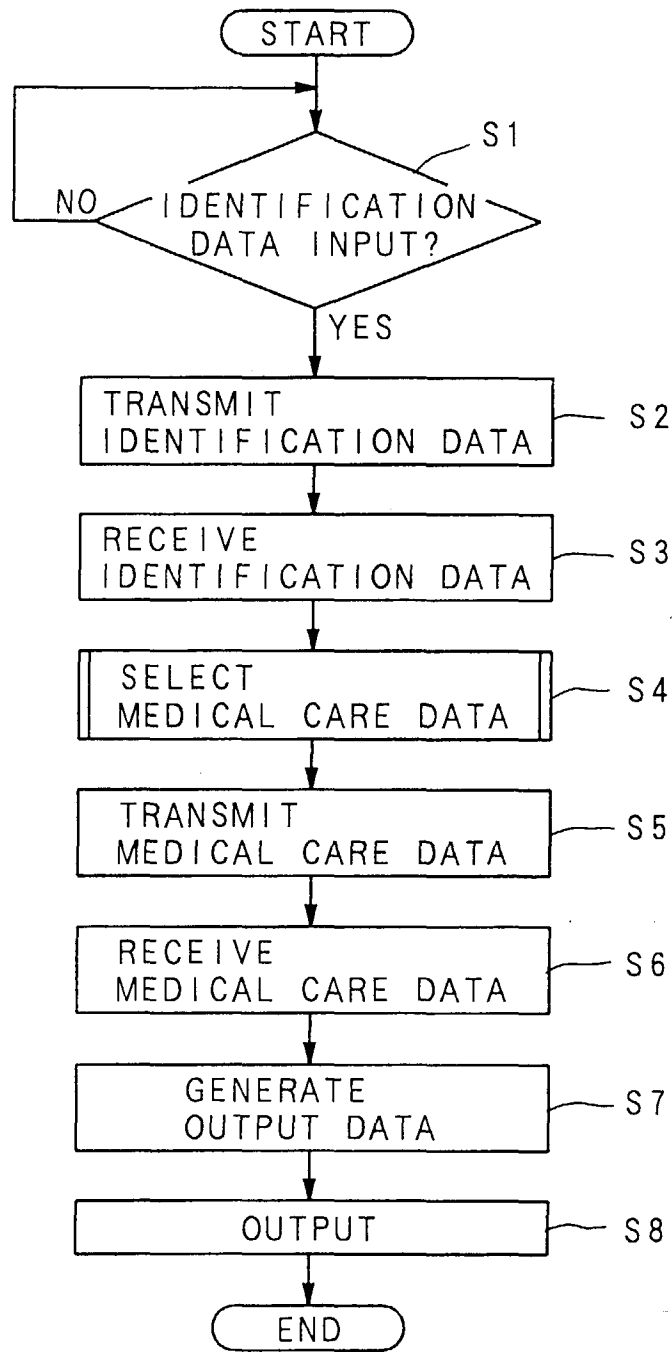 START
S1
NO
IDENTIFICATION
DATA INPUT?
YES
TRANSMIT
IDENTIFICATION DATA
S2
RECEIVE
IDENTIFICATION DATA
S3
SELECT
MEDICAL CARE DATA
S4
TRANSMIT
MEDICAL CARE DATA
S5
RECEIVE
MEDICAL CARE DATA
S6
GENERATE
OUTPUT DATA
S7
OUTPUT
S8
END